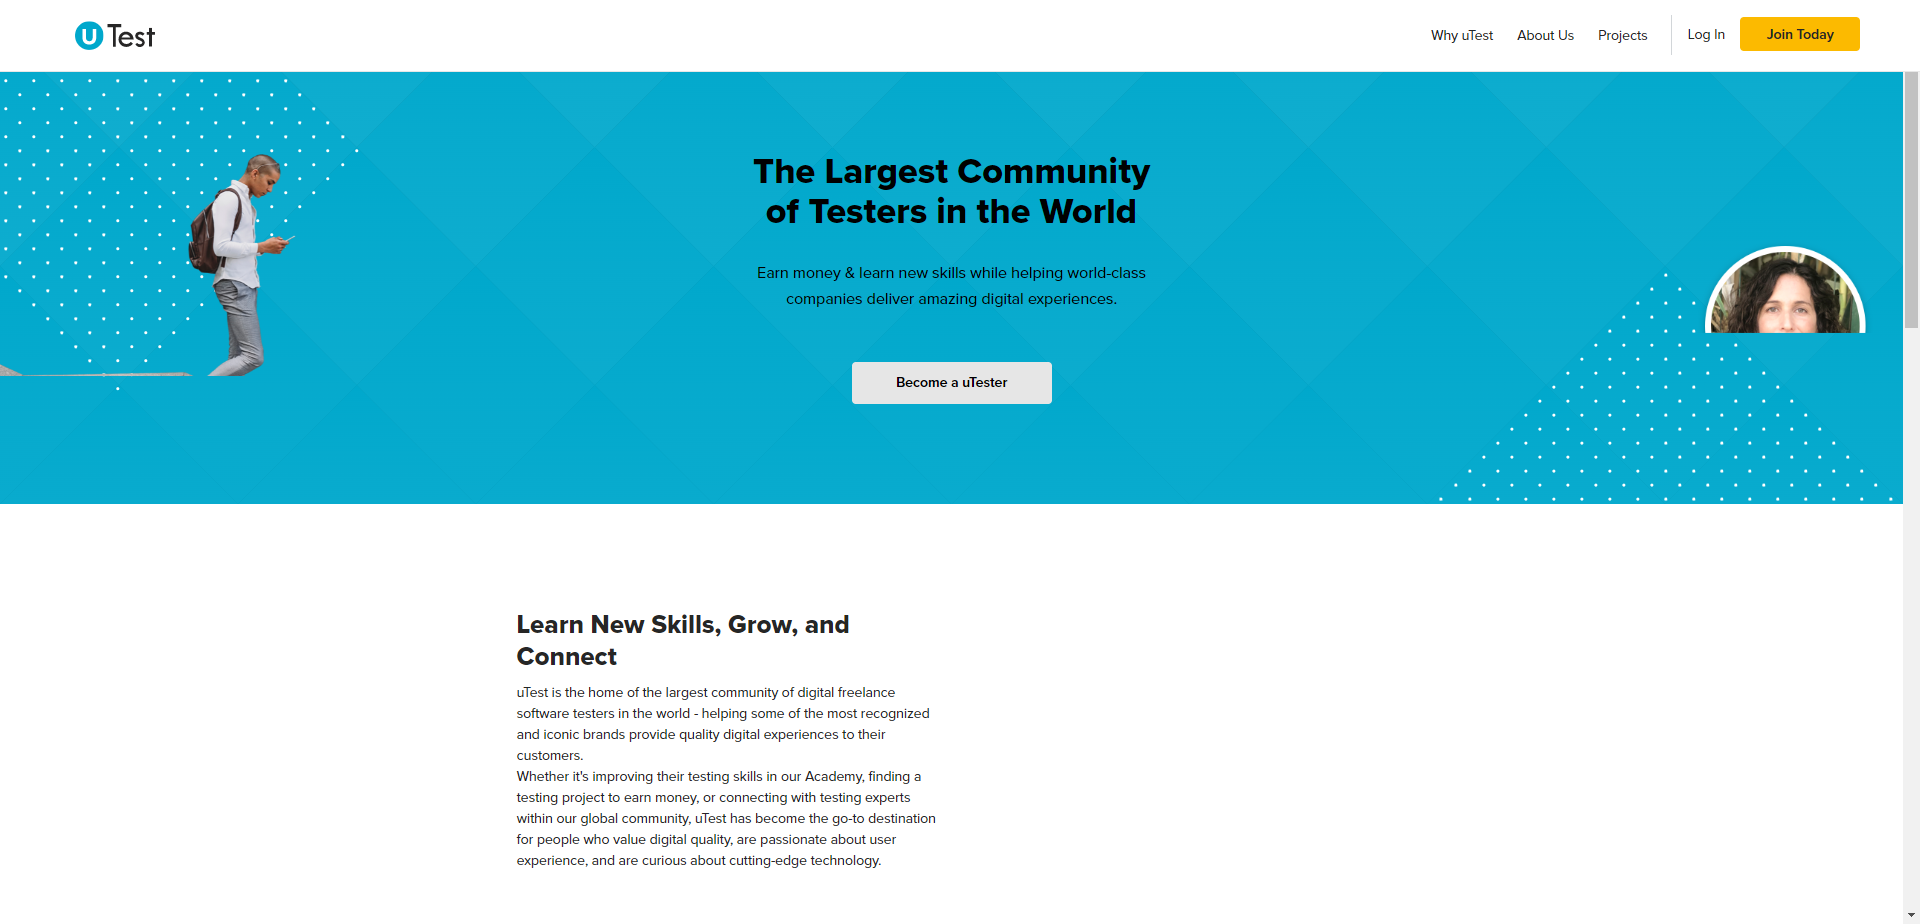 uTest
Why uTest
About Us
Projects
Log In
Join Today
The Largest Community
of Testers in the World
Earn money & learn new skills while helping world-class
companies deliver amazing digital experiences.
Become a uTester
Learn New Skills, Grow, and
Connect
uTest is the home of the largest community of digital freelance
software testers in the world - helping some of the most recognized
and iconic brands provide quality digital experiences to their
customers.
Whether it's improving their testing skills in our Academy, finding a
testing project to earn money, or connecting with testing experts
within our global community, uTest has become the go-to destination
for people who value digital quality, are passionate about user
experience, and are curious about cutting-edge technology.